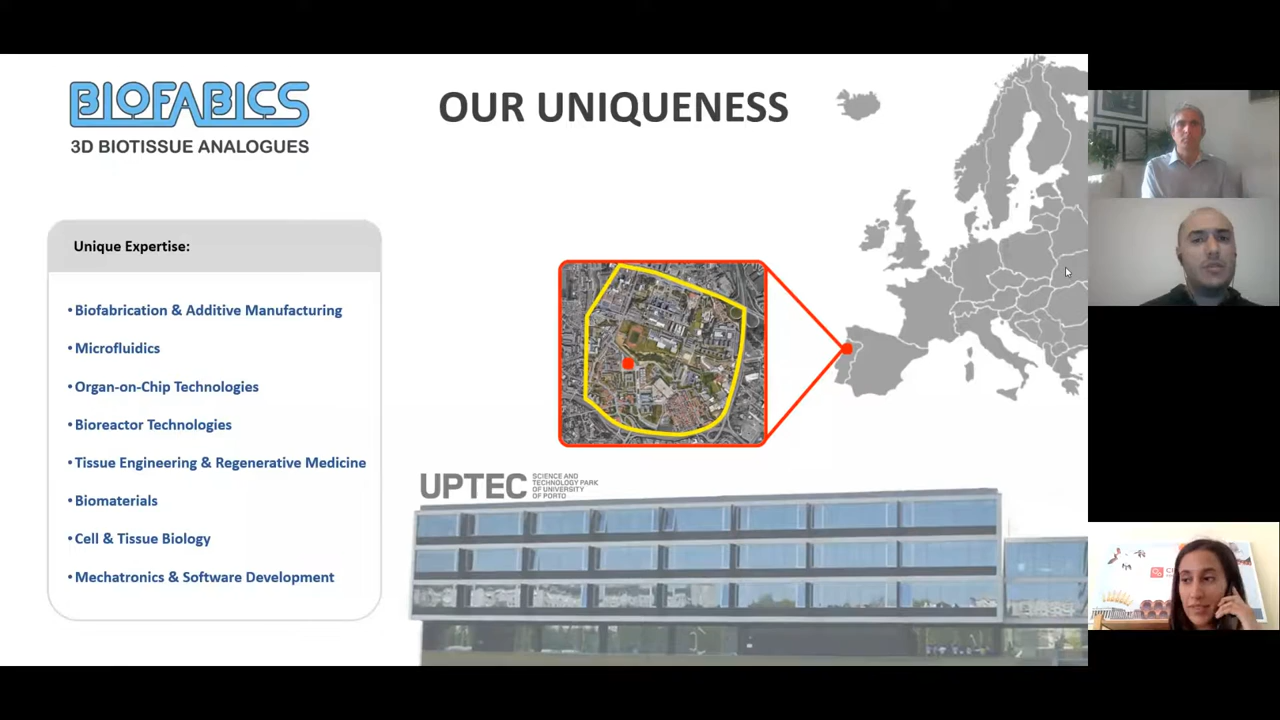 BIOFABICS
3D BIOTISSUE ANALOGUES
OUR UNIQUENESS
Unique Expertise:
•Biofabrication & Additive Manufacturing
•Microfluidics
•Organ-on-Chip Technologies
•Bioreactor Technologies
•Tissue Engineering & Regenerative Medicine
•Biomaterials
•Cell & Tissue Biology
•Mechatronics & Software Development
UPTEC
SCIENCE AND
TECHNOLOGY PARK
OF UNIVERSITY
OF PORTO